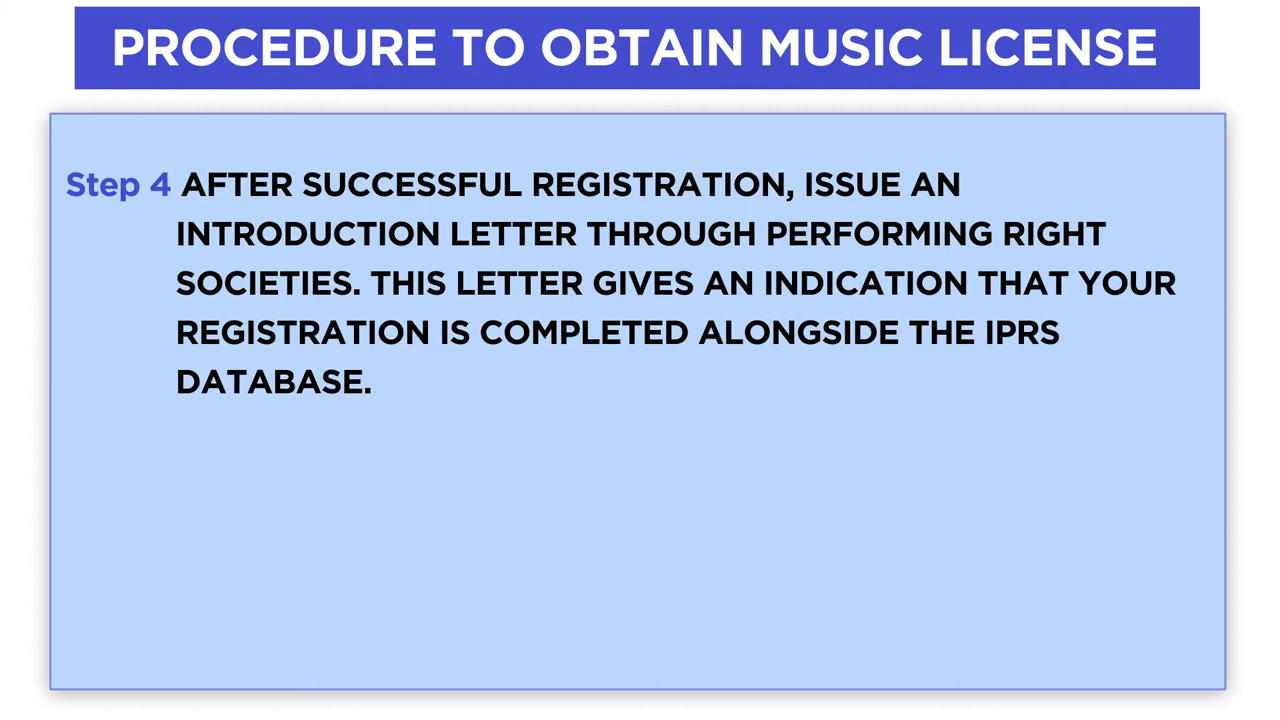 PROCEDURE TO OBTAIN MUSIC LICENSE
Step 4 AFTER SUCCESSFUL REGISTRATION, ISSUE AN
INTRODUCTION LETTER THROUGH PERFORMING RIGHT
SOCIETIES. THIS LETTER GIVES AN INDICATION THAT YOUR
REGISTRATION IS COMPLETED ALONGSIDE THE IPRS
DATABASE.